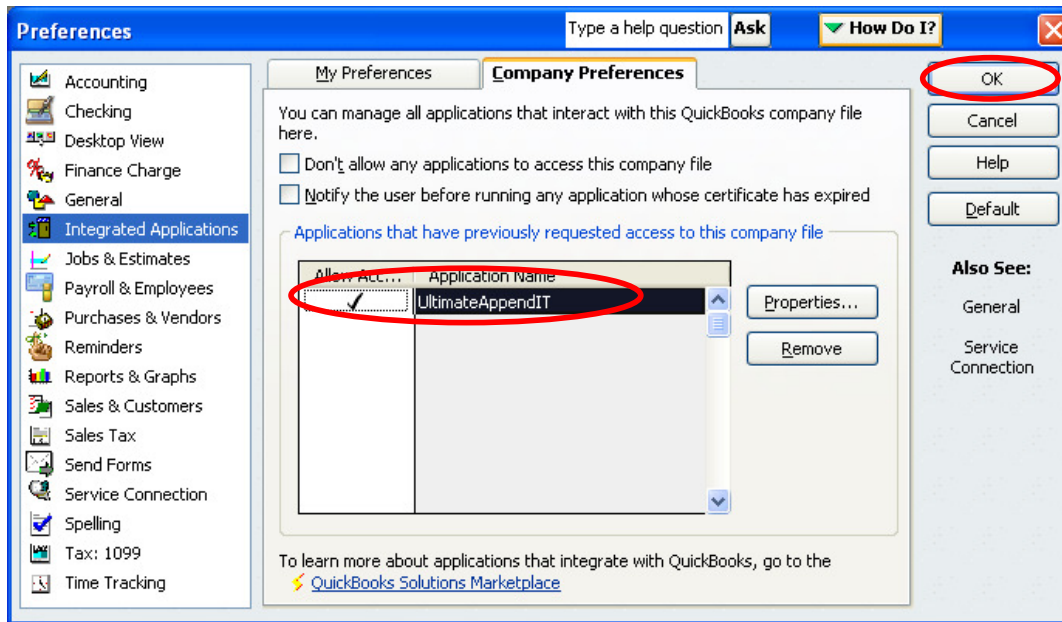 Preferences
Type a help question Ask
How Do I?
Accounting
Checking
Desktop View
Finance Charge
General
Integrated Applications
Jobs & Estimates
Payroll & Employees
Purchases & Vendors
Reminders
Reports & Graphs
Sales & Customers
Sales Tax
Send Forms
Service Connection
Spelling
Tax: 1099
Time Tracking
My Preferences
Company Preferences
You can manage all applications that interact with this QuickBooks company file
here.
Don't allow any applications to access this company file
Notify the user before running any application whose certificate has expired
Applications that have previously requested access to this company file
Allow Acc... Application Name
UltimateAppendIT
Properties...
Remove
To learn more about applications that integrate with QuickBooks, go to the
QuickBooks Solutions Marketplace
OK
Cancel
Help
Default
Also See:
General
Service
Connection